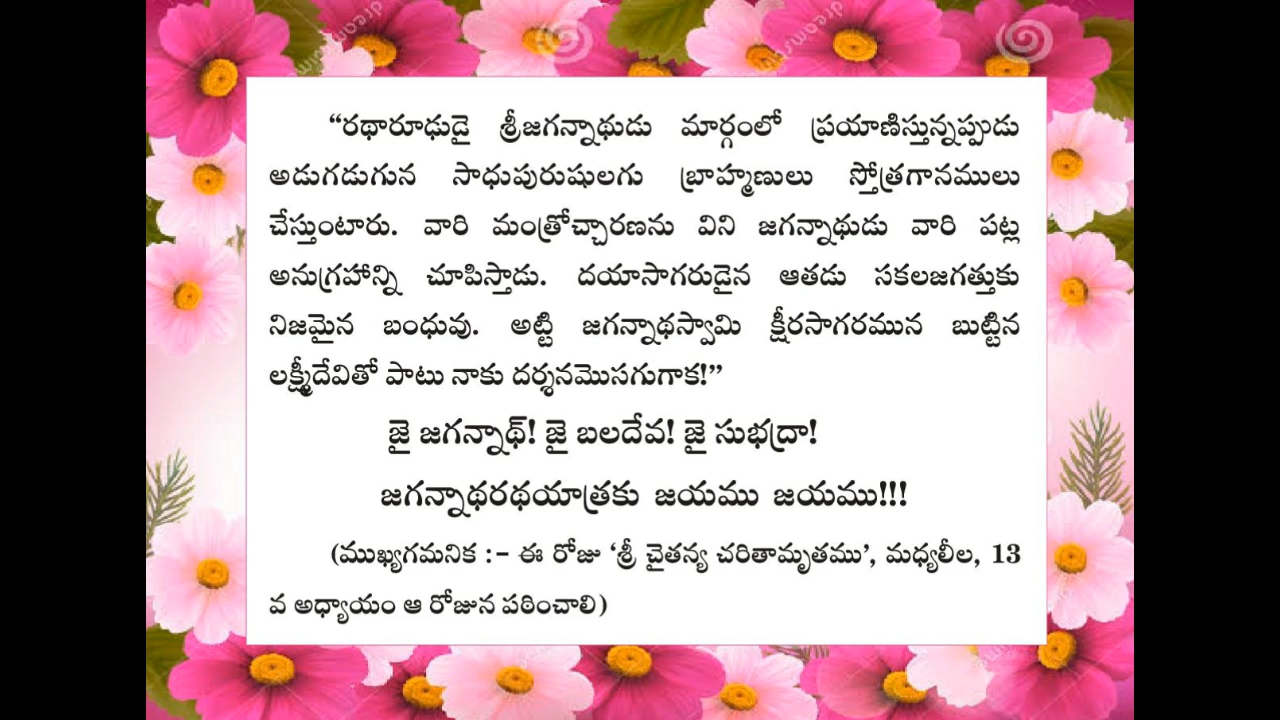 “రథారూఢుడై శ్రీజగన్నాథుడు మార్గంలో ప్రయాణిస్తున్నప్పుడు
అడుగడుగున సాధుపురుషులగు బ్రాహ్మణులు స్తోత్రగానములు
చేస్తుంటారు. వారి మంత్రోచ్చారణను విని జగన్నాథుడు వారి పట్ల
అనుగ్రహాన్ని చూపిస్తాడు. దయాసాగరుడైన ఆతడు సకలజగత్తుకు
నిజమైన బంధువు. అట్టి జగన్నాథస్వామి క్షీరసాగరమున బుట్టిన
లక్ష్మీదేవితో పాటు నాకు దర్శనమొసగుగాక!”
జై జగన్నాథ్! జై బలదేవ! జై సుభద్రా!
జగన్నాథరథయాత్రకు జయము జయము!!!
(ముఖ్యగమనిక :- ఈ రోజు ‘శ్రీ చైతన్య చరితామృతము’, మధ్యలీల, 13
వ అధ్యాయం ఆ రోజున పఠించాలి)